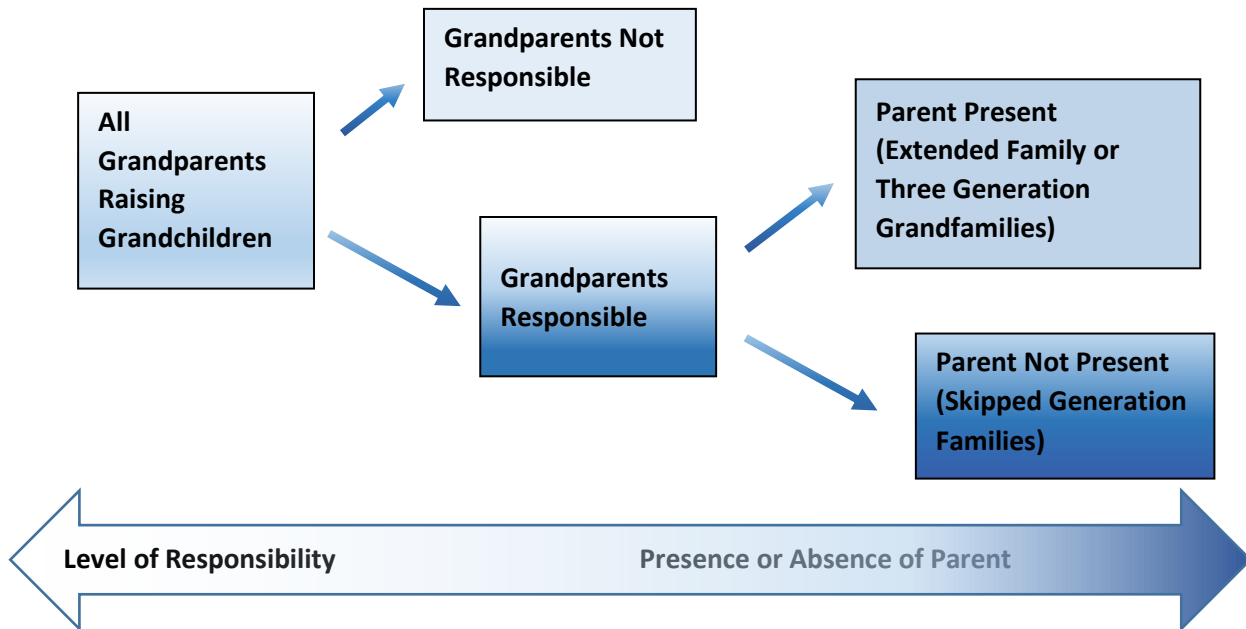 All
Grandparents
Raising
Grandchildren
Grandparents Not
Responsible
Grandparents
Responsible
Parent Present
(Extended Family or
Three Generation
Grandfamilies)
Parent Not Present
(Skipped Generation
Families)
Level of Responsibility
Presence or Absence of Parent